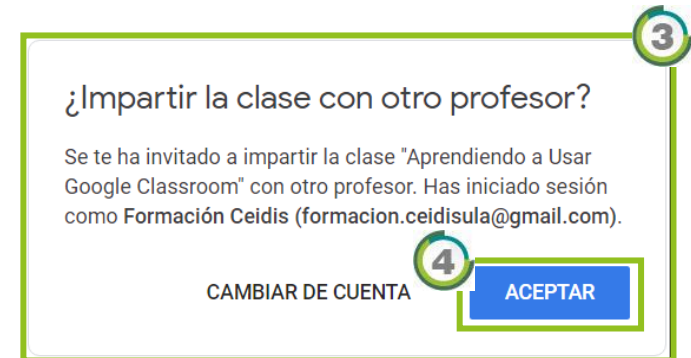 3
¿Impartir la clase con otro profesor?
Se te ha invitado a impartir la clase "Aprendiendo a Usar
Google Classroom" con otro profesor. Has iniciado sesión
como Formación Ceidis (formacion.ceidisula@gmail.com).
4
CAMBIAR DE CUENTA ACEPTAR